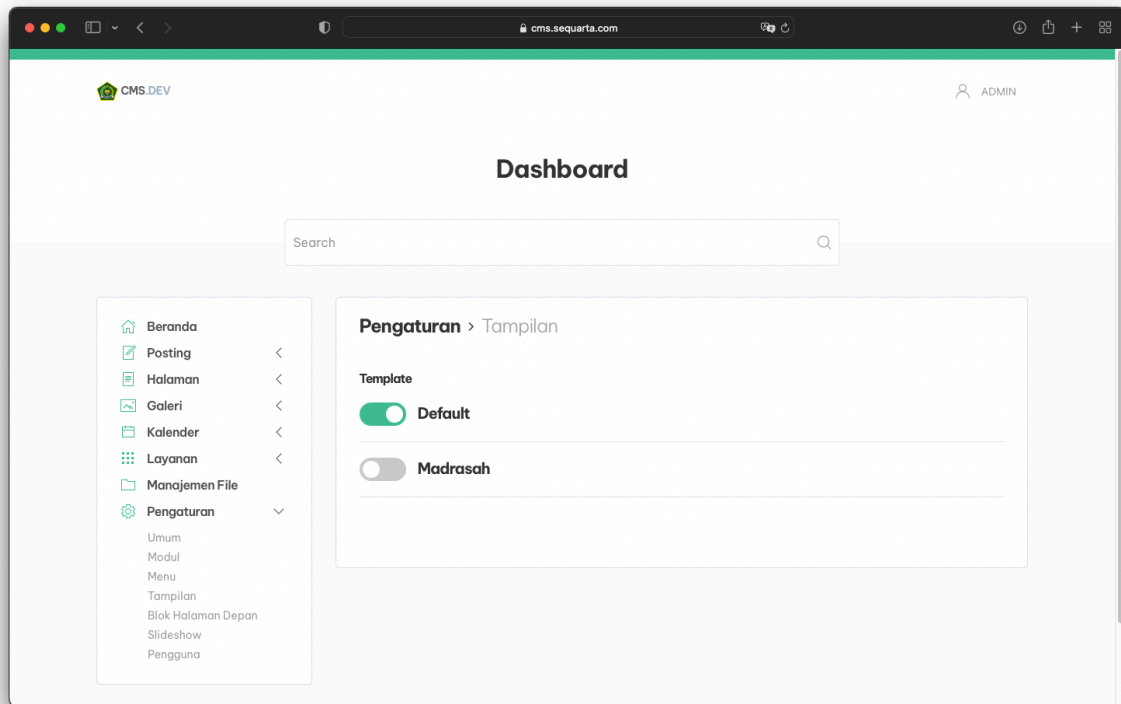 cms.sequarta.com
CMS.DEV
ADMIN
Dashboard
Search
Beranda
Posting
Halaman
Galeri
Kalender
Layanan
Manajemen File
Pengaturan
Umum
Modul
Menu
Tampilan
Blok Halaman Depan
Slideshow
Pengguna
Pengaturan > Tampilan
Template
Default
Madrasah